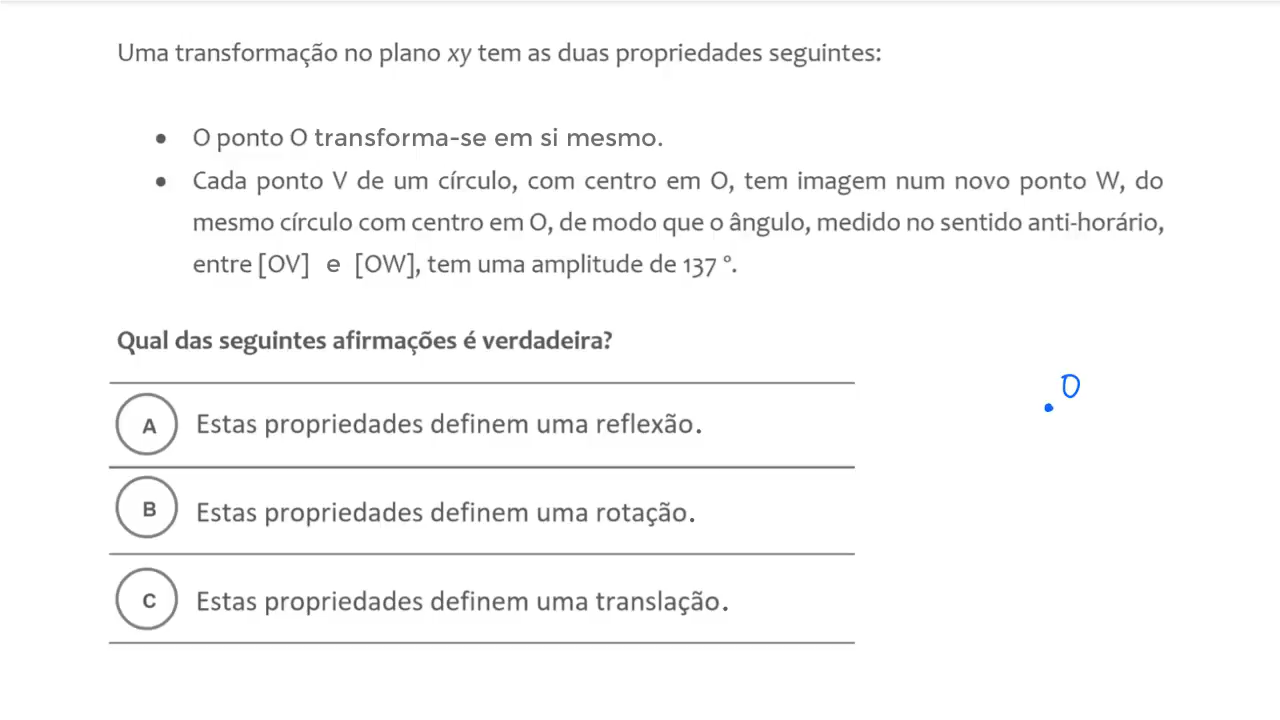 Uma transformação no plano xy tem as duas propriedades seguintes:
• O ponto O transforma-se em si mesmo.
• Cada ponto V de um círculo, com centro em O, tem imagem num novo ponto W, do
mesmo círculo com centro em O, de modo que o ângulo, medido no sentido anti-horário,
entre [OV] e [OW], tem uma amplitude de 137 °.
Qual das seguintes afirmações é verdadeira?
O
A Estas propriedades definem uma reflexão.
B Estas propriedades definem uma rotação.
C Estas propriedades definem uma translação.